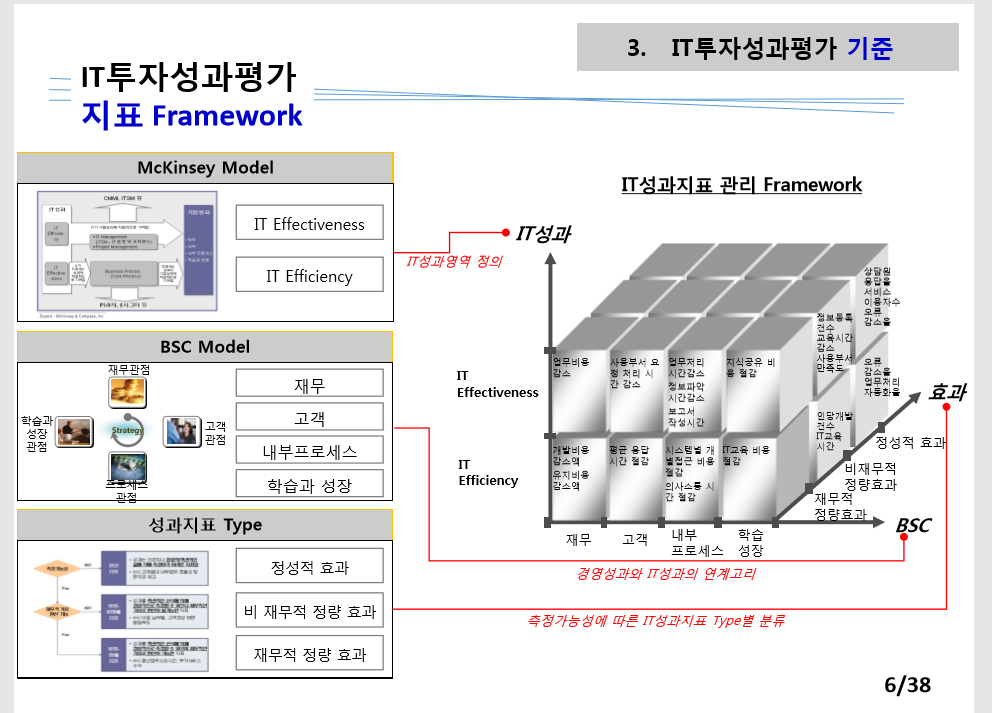 3. IT투자성과평가 기준
IT투자성과평가
지표 Framework
McKinsey Model
CMMI, ITSM 등
IT 성과
기업성과
IT Effectiveness
IT Efficiency
IT성과영역 정의
BSC Model
재무관점
학습과
성장
관점
Strategy
고객
관점
프로세스
관점
재무
고객
내부프로세스
학습과 성장
성과지표 Type
Yes
Yes
정성적 효과
비 재무적 정량 효과
재무적 정량 효과
IT성과지표 관리 Framework
IT성과
IT
Effectiveness
IT
Efficiency
업무비용
감소
사용부서 요
청 처리 시
간 감소
업무처리
시간감소
정보파악
시간감소
보고서
작성시간
지식공유 비
용 절감
개발비용
감소액
유지비용
감소액
평균 응답
시간 절감
시스템별 개
별접근 비용
절감
의사소통 시
간 절감
IT교육 비용
절감
상담원
응답율
서비스
이용자수
오류
감소율
정보등록
건수
교육시간
감소
사용부서
만족도
오류
감소율
업무처리
자동화율
인당개발
건수
IT교육
시간
효과
정성적 효과
비재무적
정량효과
재무적
정량효과
BSC
재무
고객
내부
프로세스
학습
성장
경영성과와 IT성과의 연계고리
측정가능성에 따른 IT성과지표 Type별 분류
6/38